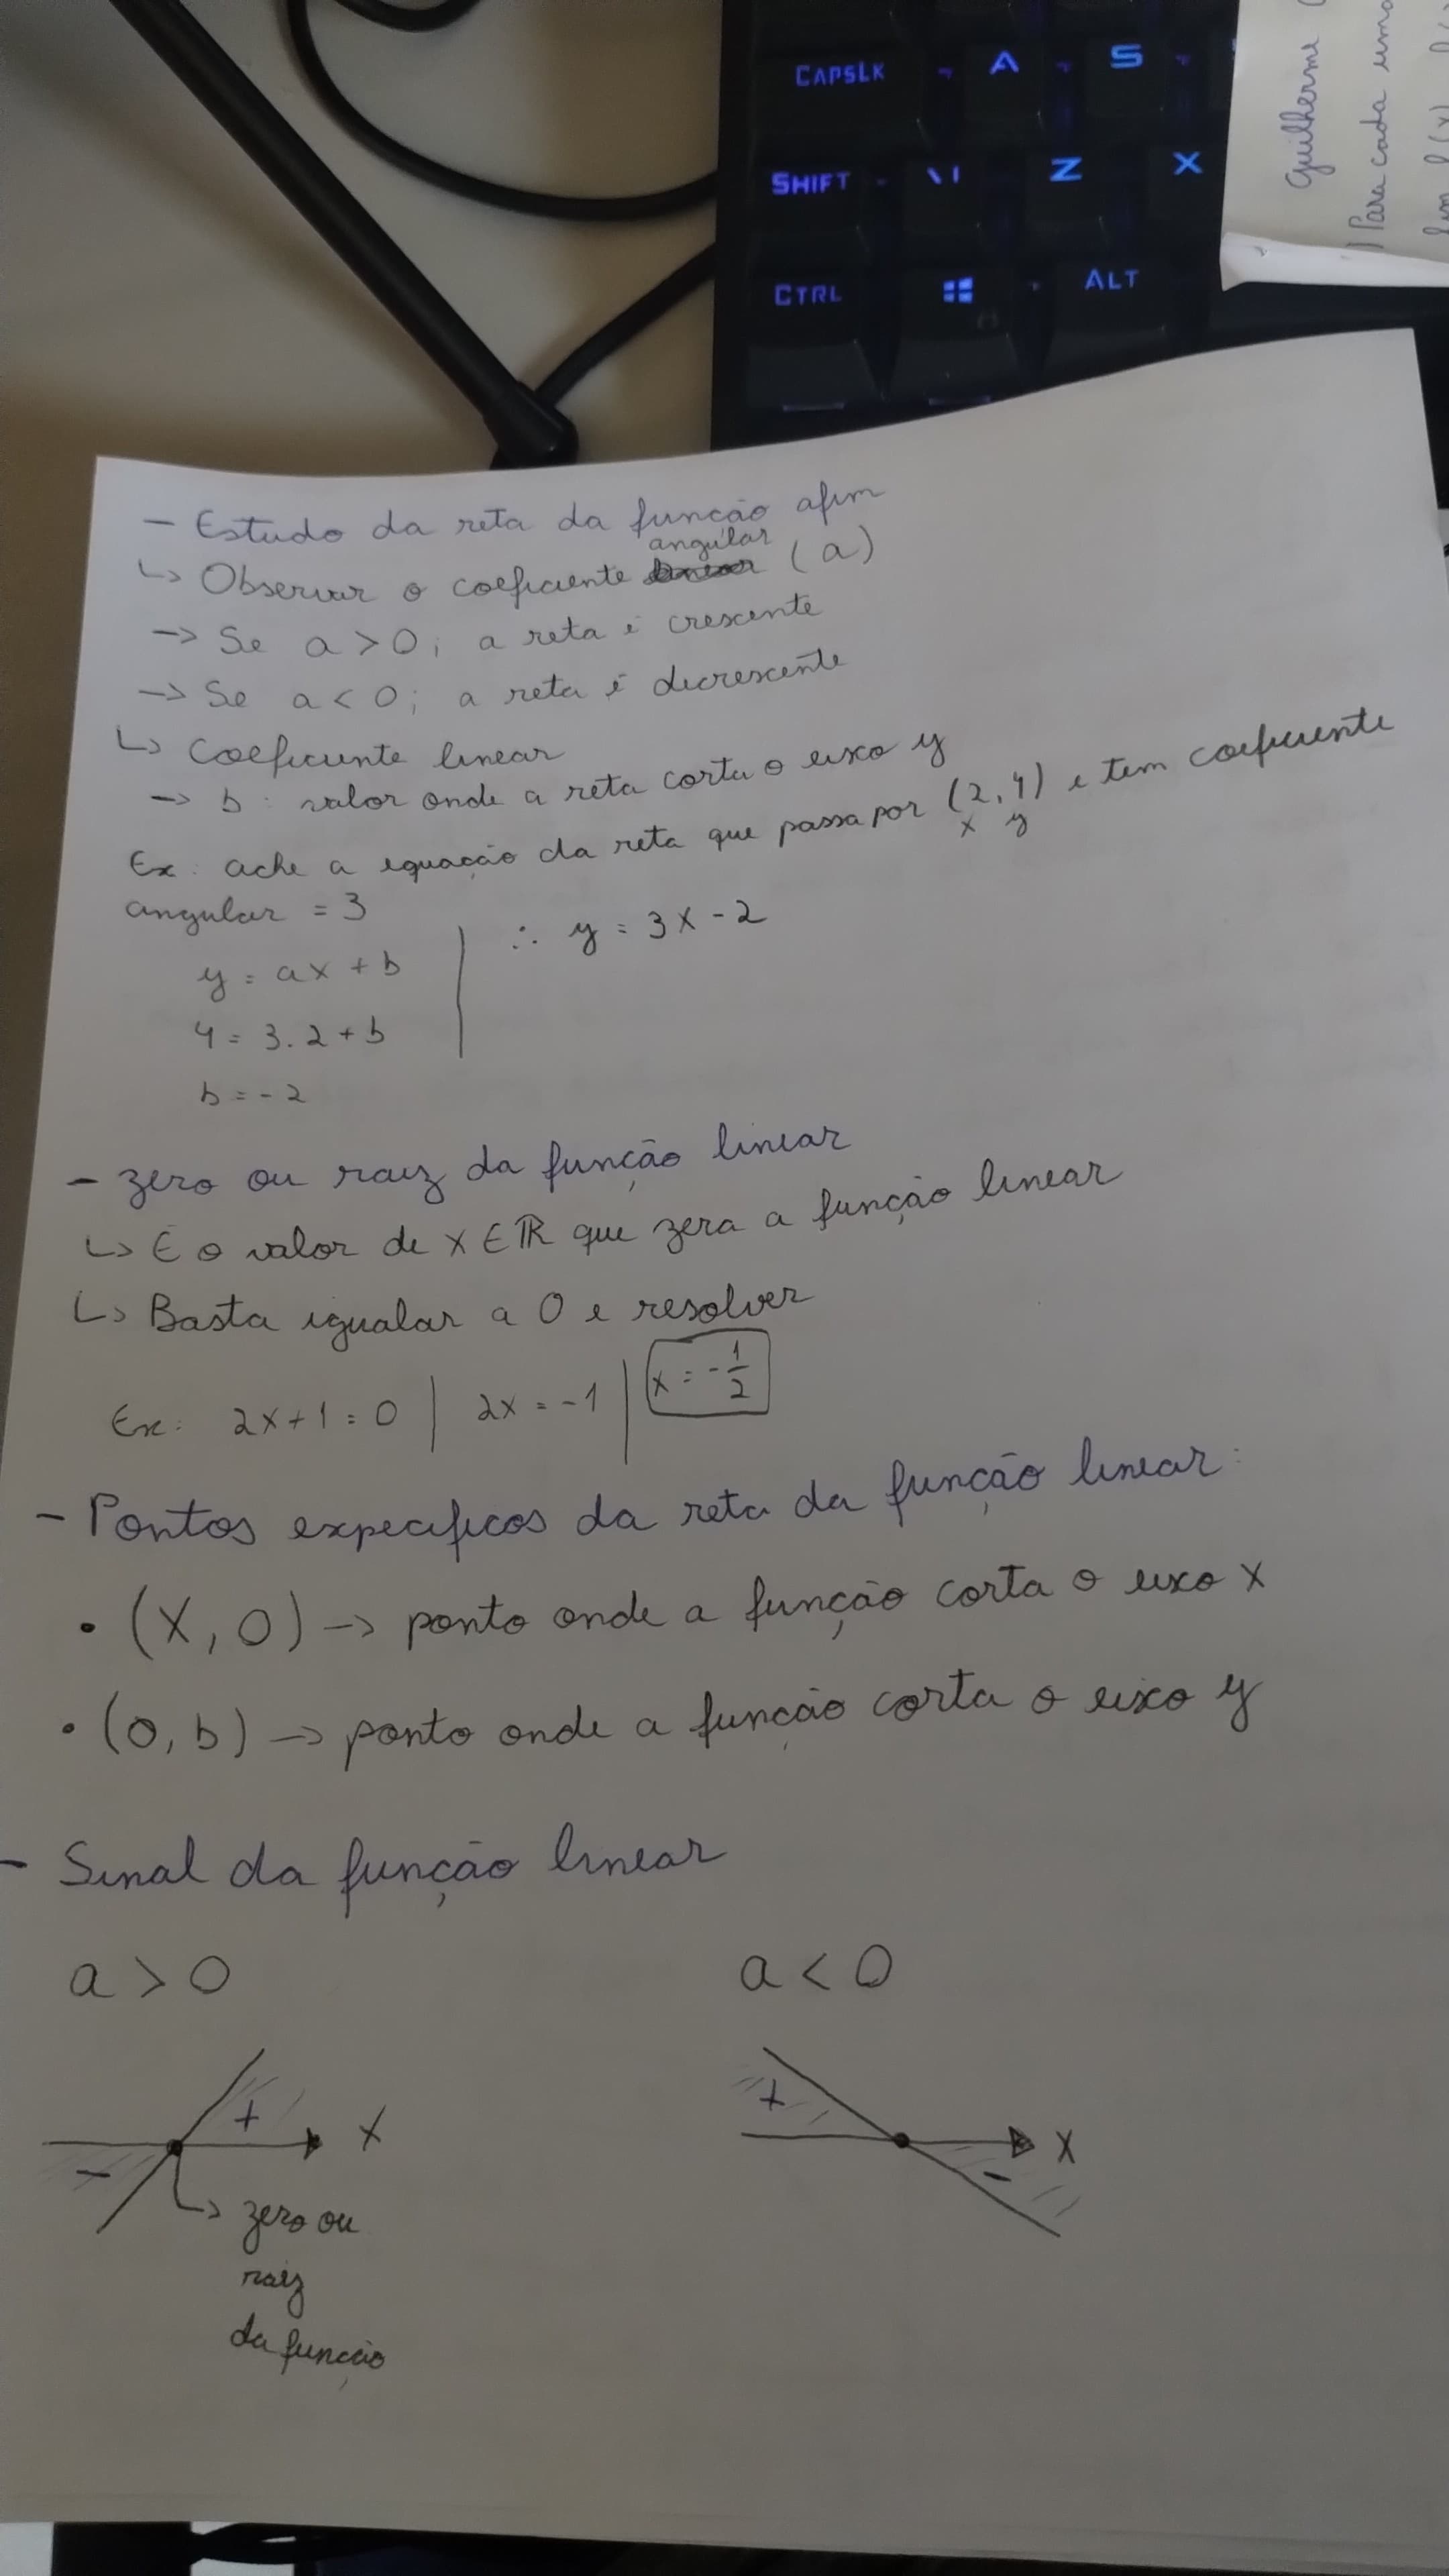 CAPSLK A S
SHIFT \| Z X
CTRL ALT
Guilherme
Para cada uma
- Estudo da reta da função afim
↳ Observar o coeficiente angular (a)
-> Se a > 0; a reta é crescente
-> Se a < 0; a reta é decrescente
↳ Coeficiente linear
-> b: valor onde a reta corta o eixo y
Ex: ache a equação da reta que passa por (2,4) e tem coeficiente
x y
angular = 3
y = ax + b
∴ y = 3x - 2
4 = 3.2 + b
b = -2
- zero ou raiz da função linear
↳ É o valor de x ∈ ℝ que zera a função linear
↳ Basta igualar a 0 e resolver
Ex: 2x + 1 = 0 | 2x = -1 | x = -1/2
- Pontos expecificos da reta da função linear:
• (X, 0) -> ponto onde a função corta o eixo x
• (0, b) -> ponto onde a função corta o eixo y
- Sinal da função linear
a > 0 a < 0
+ X + X
- -
↳ zero ou
raiz
da função